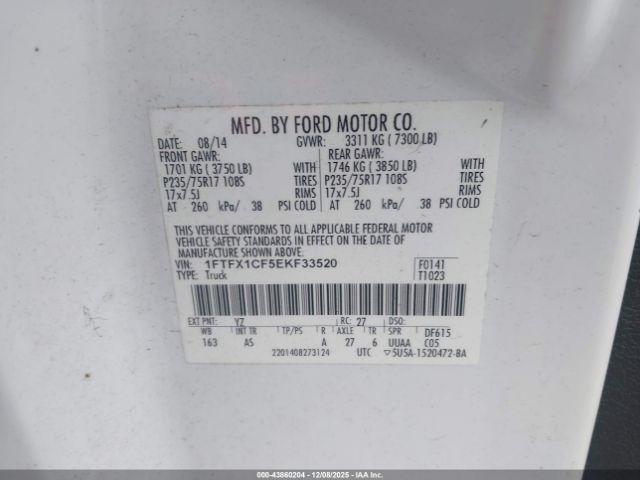 MFD. BY FORD MOTOR CO.
DATE: 08/14 GVWR: 3311 KG ( 7300 LB)
FRONT GAWR: REAR GAWR:
1701 KG ( 3750 LB) WITH 1746 KG ( 3850 LB) WITH
P235/75R17 108S TIRES P235/75R17 108S TIRES
17x7.5J RIMS 17x7.5J RIMS
AT 260 kPa/ 38 PSI COLD AT 260 kPa/ 38 PSI COLD
THIS VEHICLE CONFORMS TO ALL APPLICABLE FEDERAL MOTOR
VEHICLE SAFETY STANDARDS IN EFFECT ON THE DATE OF
MANUFACTURE SHOWN ABOVE.
VIN: 1FTFX1CF5EKF33520 F0141
TYPE: Truck T1023
EXT PNT: YZ RC: 27 DSO:
WB INT TR TP/PS R AXLE TR SPR DF615
163 AS A 27 6 UUAA C05
2201408273124 UTC ▽5U5A-1520472-BA
000-43860204 - 12/08/2025 - IAAI.COM